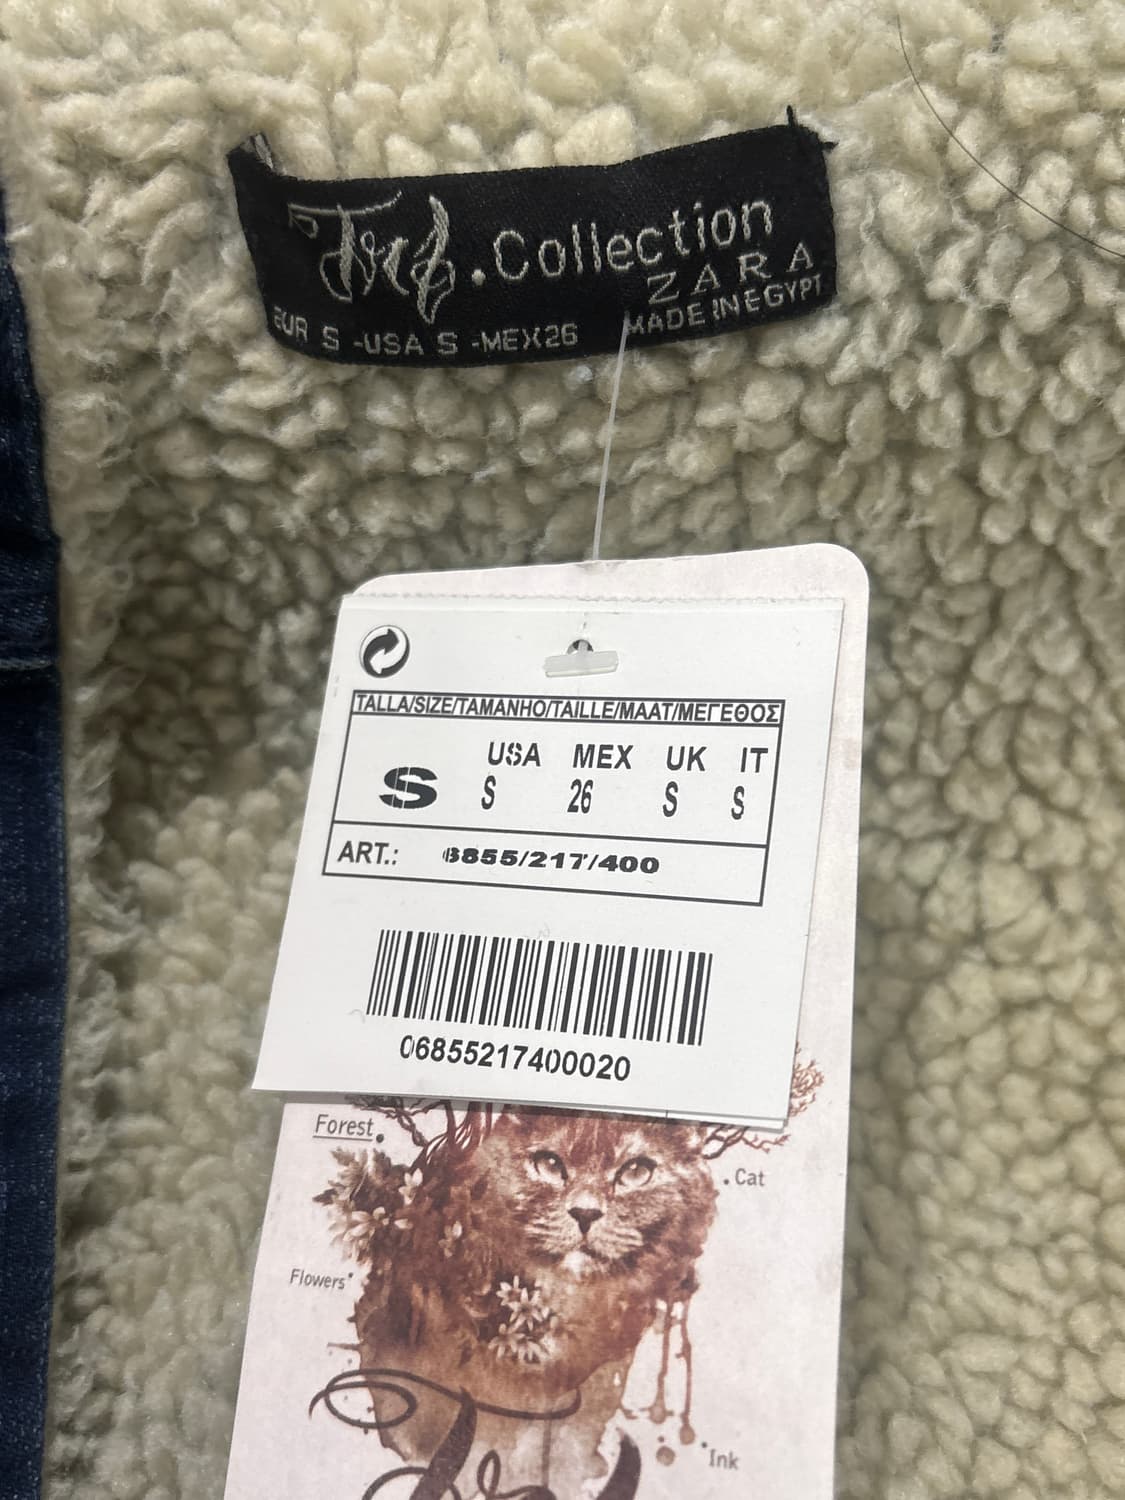 Trf.Collection
ZARA
EUR S -USA S -MEX26 MADE IN EGYPT
TALLA/SIZE/TAMANHO/TAILLE/MAAT/ΜΕΓΕΘΟΣ
USA MEX UK IT
S S 26 S S
ART.: 6855/217/400
06855217400020
Forest.
. Cat
Flowers
Ink
Trf